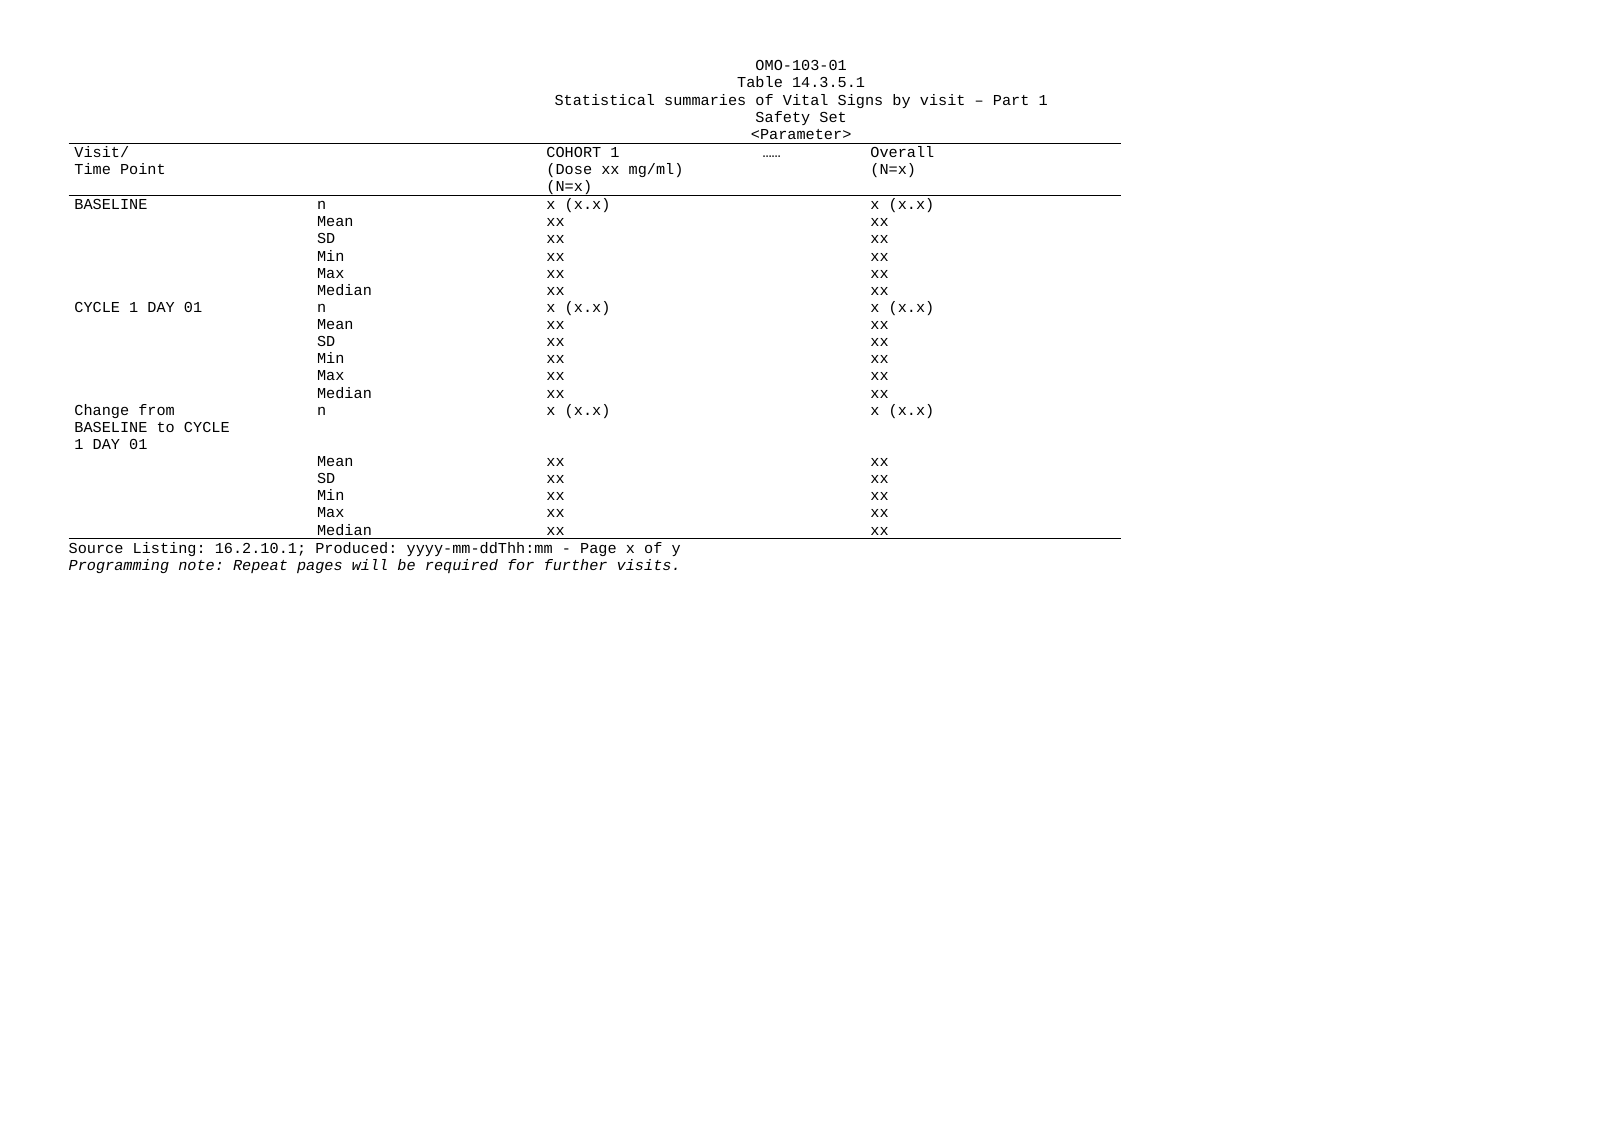 OMO-103-01
Table 14.3.5.1
Statistical summaries of Vital Signs by visit – Part 1
Safety Set
<Parameter>
Visit/ COHORT 1 …… Overall
Time Point (Dose xx mg/ml) (N=x)
(N=x)
BASELINE n x (x.x) x (x.x)
Mean xx xx
SD xx xx
Min xx xx
Max xx xx
Median xx xx
CYCLE 1 DAY 01 n x (x.x) x (x.x)
Mean xx xx
SD xx xx
Min xx xx
Max xx xx
Median xx xx
Change from n x (x.x) x (x.x)
BASELINE to CYCLE
1 DAY 01
Mean xx xx
SD xx xx
Min xx xx
Max xx xx
Median xx xx
Source Listing: 16.2.10.1; Produced: yyyy-mm-ddThh:mm - Page x of y
Programming note: Repeat pages will be required for further visits.